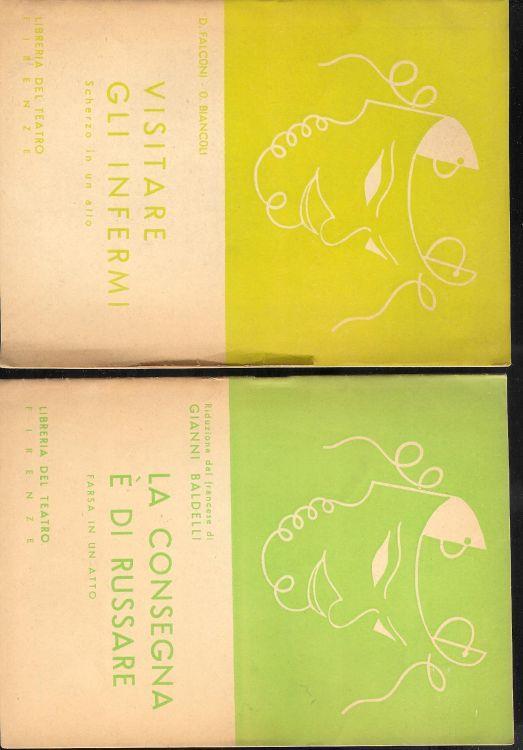 D. FALCONI - O. BIANCOLI
VISITARE
GLI INFERMI
Scherzo in un atto
LIBRERIA DEL TEATRO
FIRENZE
Riduzione dal francese di
GIANNI BALDELLI
LA CONSEGNA
È DI RUSSARE
FARSA IN UN ATTO
LIBRERIA DEL TEATRO
FIRENZE